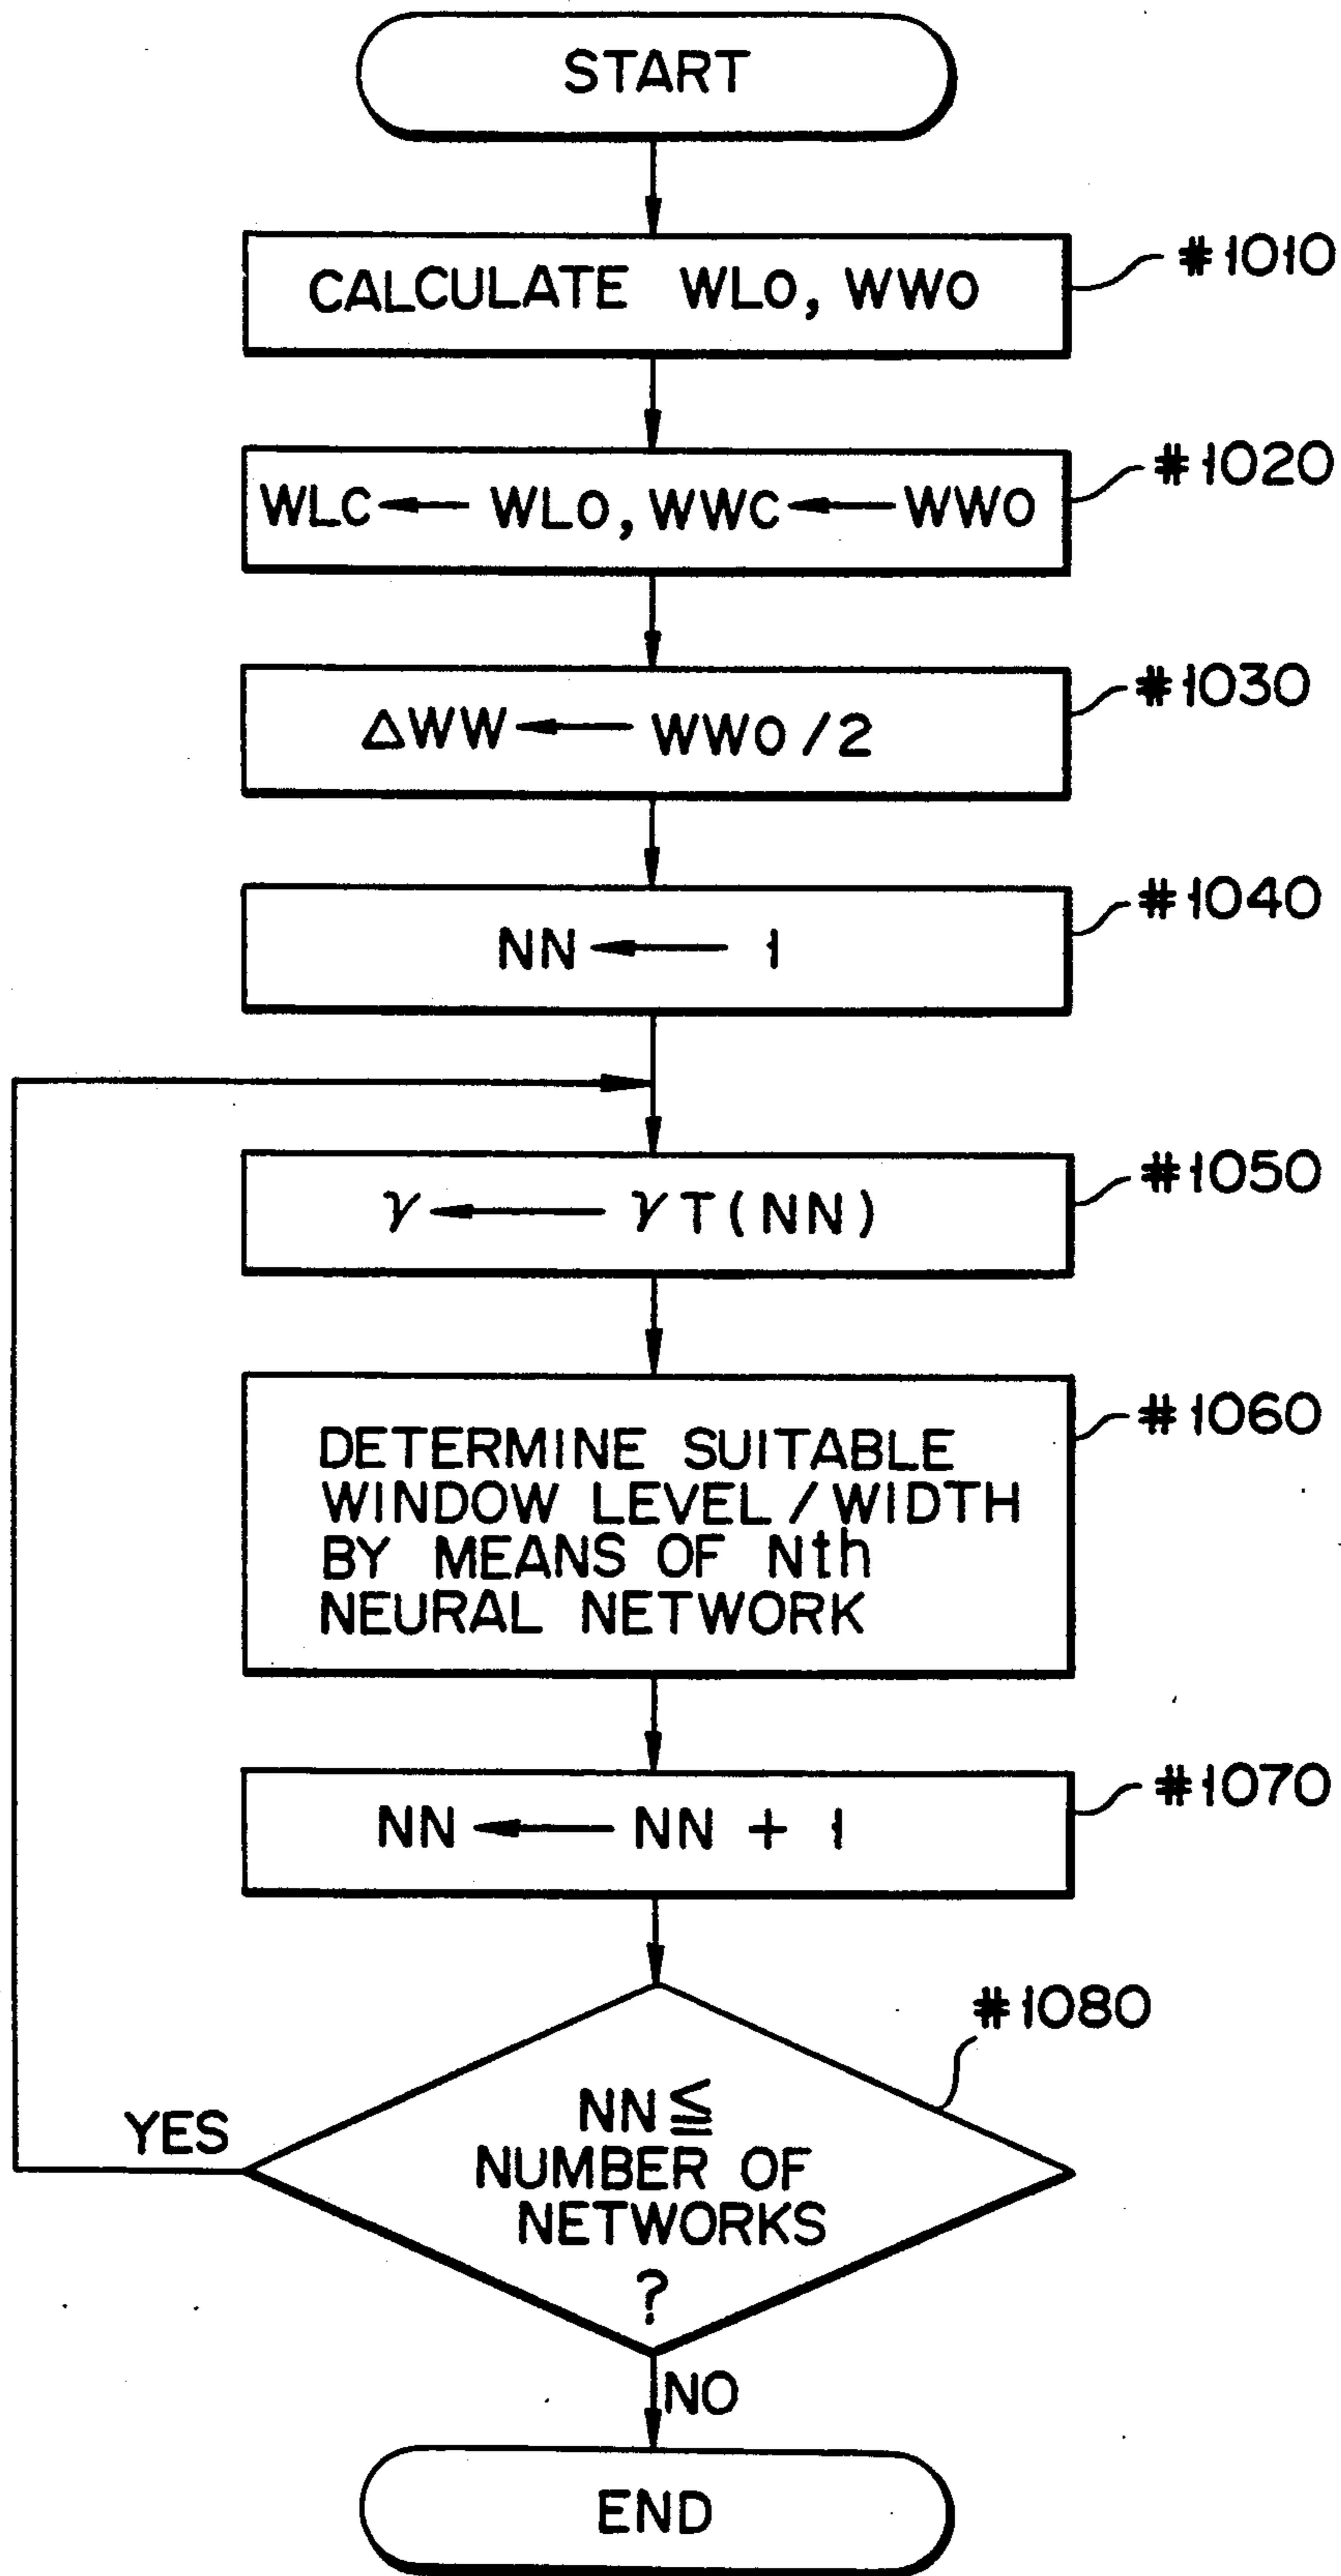 START
CALCULATE WLO, WWO
#1010
WLC ← WLO, WWC ← WWO
#1020
△WW ← WWO/2
#1030
NN ← 1
#1040
γ ← γT(NN)
#1050
DETERMINE SUITABLE
WINDOW LEVEL/WIDTH
BY MEANS OF Nth
NEURAL NETWORK
#1060
NN ← NN + 1
#1070
#1080
NN ≦
NUMBER OF
NETWORKS
?
YES
NO
END